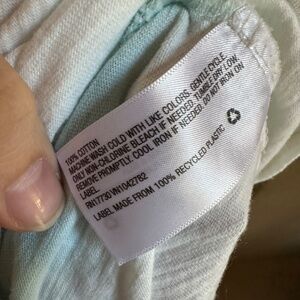 100% COTTON
MACHINE WASH COLD WITH LIKE COLORS. GENTLE CYCLE.
ONLY NON-CHLORINE BLEACH IF NEEDED. TUMBLE DRY LOW.
REMOVE PROMPTLY. COOL IRON IF NEEDED. DO NOT IRON ON
LABEL.
RN17730 VN1042782
LABEL MADE FROM: 100% RECYCLED PLASTIC